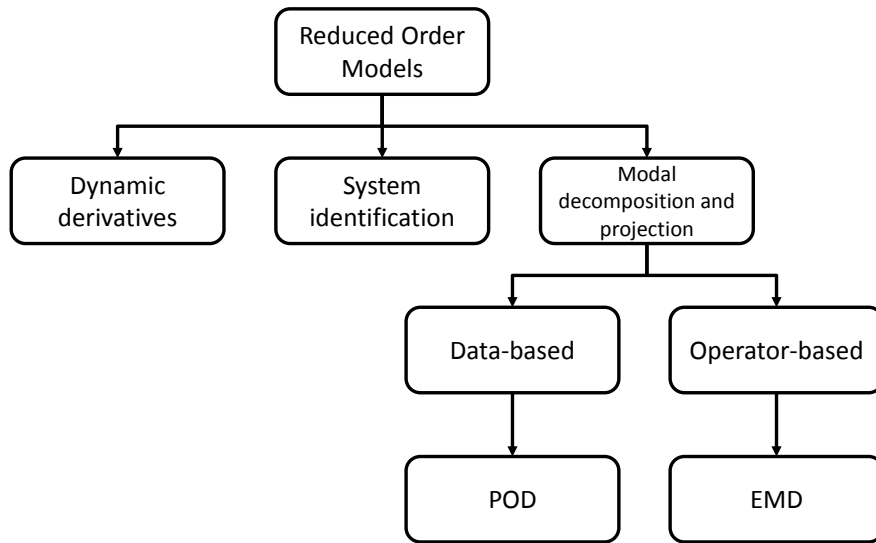 Reduced Order
Models
Dynamic
derivatives
System
identification
Modal
decomposition and
projection
Data-based
Operator-based
POD
EMD